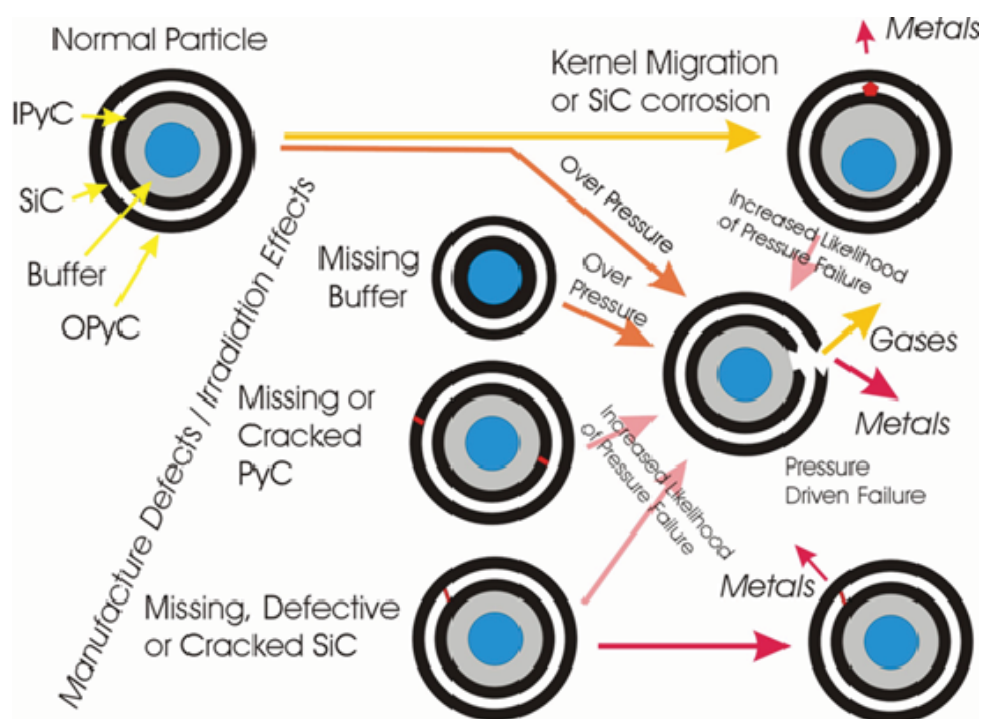 Normal Particle
IPyC
SiC
Buffer
OPyC
Manufacture Defects / Irradiation Effects
Kernel Migration
or SiC corrosion
Metals
Over Pressure
Increased Likelihood
of Pressure Failure
Missing
Buffer
Over
Pressure
Gases
Metals
Missing or
Cracked
PyC
Increased Likelihood
of Pressure Failure
Pressure
Driven Failure
Missing, Defective
or Cracked SiC
Metals